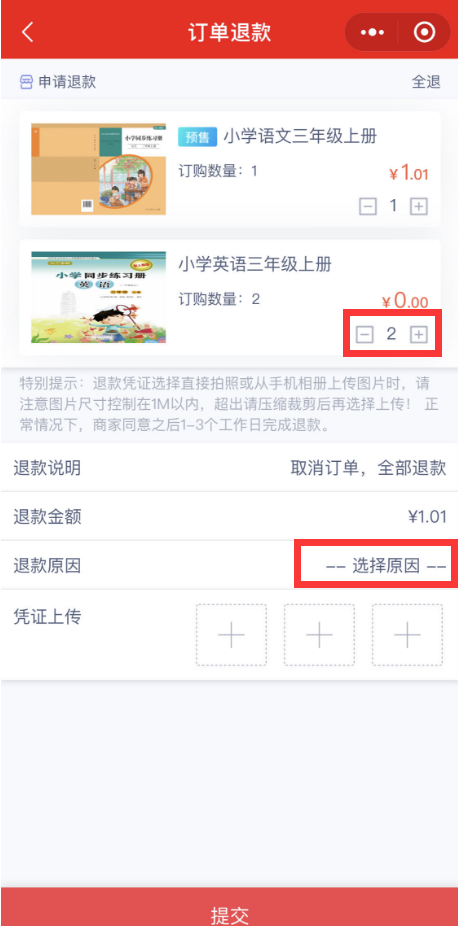 订单退款
申请退款
全退
小学同步练习册
预售 小学语文三年级上册
订购数量：1
¥1.01
1
小学同步练习册
英语
小学英语三年级上册
订购数量：2
¥0.00
2
特别提示：退款凭证选择直接拍照或从手机相册上传图片时，请
注意图片尺寸控制在1M以内，超出请压缩裁剪后再选择上传！ 正
常情况下，商家同意之后1-3个工作日完成退款。
退款说明
取消订单，全部退款
退款金额
¥1.01
退款原因
-- 选择原因 --
凭证上传
提交